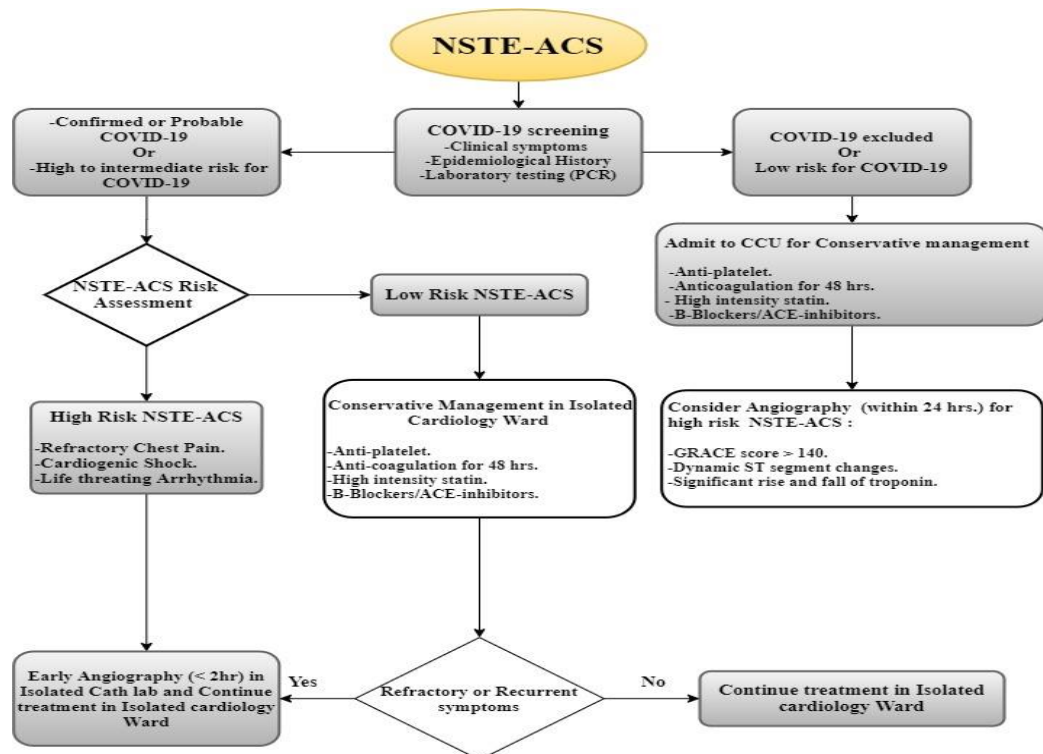 NSTE-ACS
-Confirmed or Probable
COVID-19
Or
-High to intermediate risk for
COVID-19
COVID-19 screening
-Clinical symptoms
-Epidemiological History
-Laboratory testing (PCR)
COVID-19 excluded
Or
Low risk for COVID-19
Admit to CCU for Conservative management
-Anti-platelet.
-Anticoagulation for 48 hrs.
- High intensity statin.
-B-Blockers/ACE-inhibitors.
NSTE-ACS Risk
Assessment
Low Risk NSTE-ACS
High Risk NSTE-ACS
-Refractory Chest Pain.
-Cardiogenic Shock.
-Life threating Arrhythmia.
Conservative Management in Isolated
Cardiology Ward
-Anti-platelet.
-Anti-coagulation for 48 hrs.
-High intensity statin.
-B-Blockers/ACE-inhibitors.
Consider Angiography (within 24 hrs.) for
high risk NSTE-ACS :
-GRACE score > 140.
-Dynamic ST segment changes.
-Significant rise and fall of troponin.
Early Angiography (< 2hr) in
Isolated Cath lab and Continue
treatment in Isolated cardiology
Ward
Yes
Refractory or Recurrent
symptoms
No
Continue treatment in Isolated
cardiology Ward